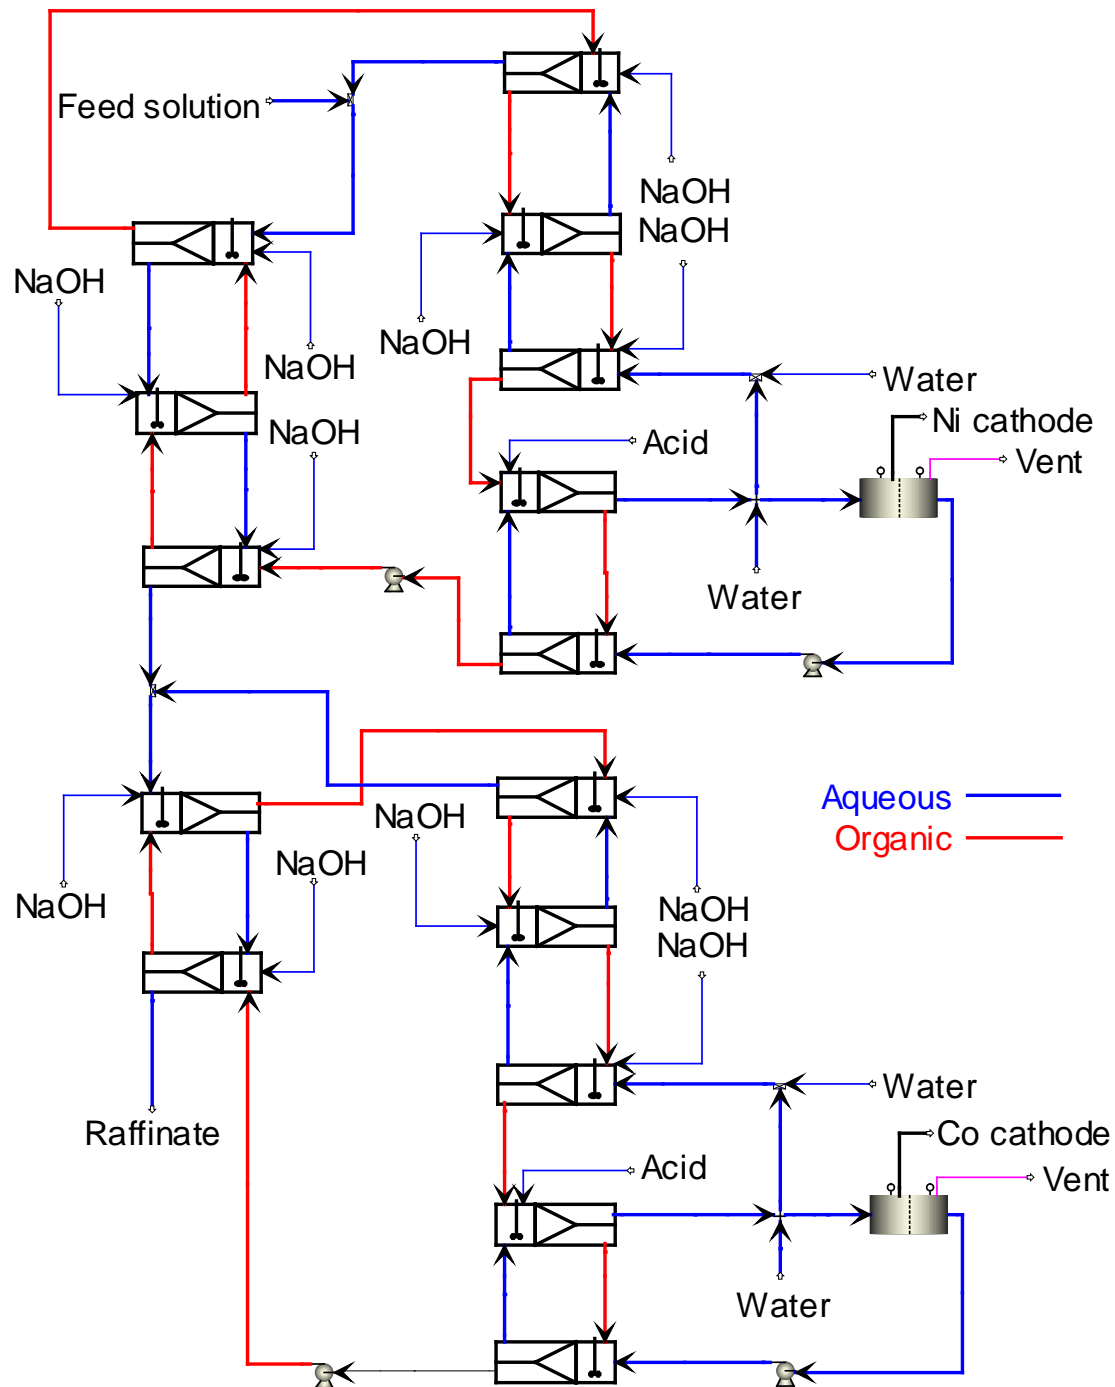 Feed solution
NaOH
NaOH
NaOH
NaOH
NaOH
Water
NaOH
Ni cathode
Acid
Vent
Water
Aqueous
Organic
NaOH
NaOH
NaOH
NaOH
NaOH
Water
Raffinate
Co cathode
Acid
Vent
Water